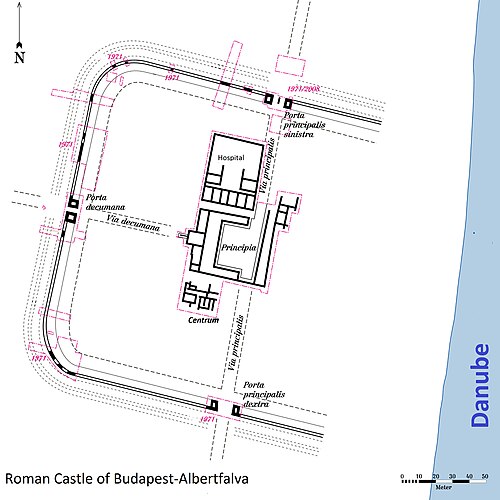 N
1971
1971
1971/2008
Porta
principalis
sinistra
1971
Hospital
Via principalis
Porta
decumana
Via decumana
Principia
Centrum
Via principalis
1971
Porta
principalis
dextra
1971
Danube
Roman Castle of Budapest-Albertfalva
0 10 20 30 40 50
Meter